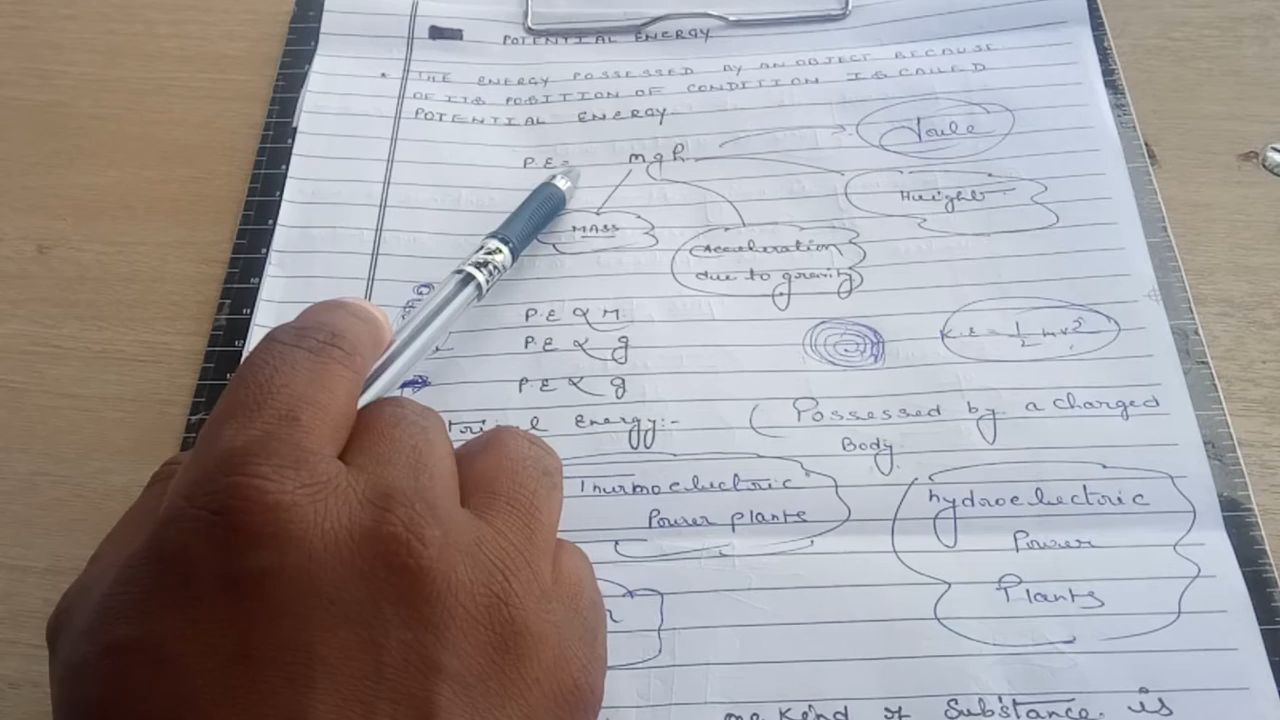 POTENTIAL ENERGY
* THE ENERGY POSSESSED BY AN OBJECT BECAUSE
OF ITS POSITION OF CONDITION IS CALLED
POTENTIAL ENERGY
Joule
P.E= mgh
Height
MASS
Acceleration
due to gravity
P.E ∝ M
K.E = 1/2 mv²
P.E ∝ g
P.E ∝ g
Energy:- (Possessed by a charged
Body
Thermoelectric
Power plants
hydroelectric
Power
Plants
kind of Substance is